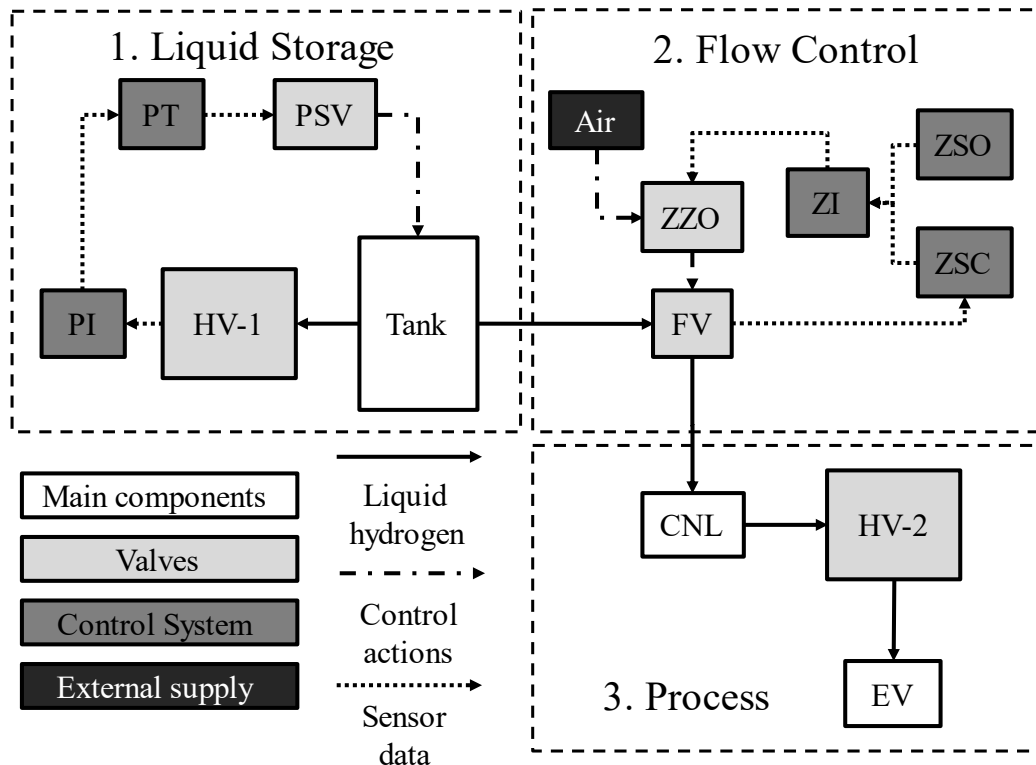 1. Liquid Storage
PT
PSV
PI
HV-1
Tank
2. Flow Control
Air
ZZO
ZI
ZSO
ZSC
FV
Main components
Valves
Control System
External supply
Liquid
hydrogen
Control
actions
Sensor
data
CNL
HV-2
3. Process
EV